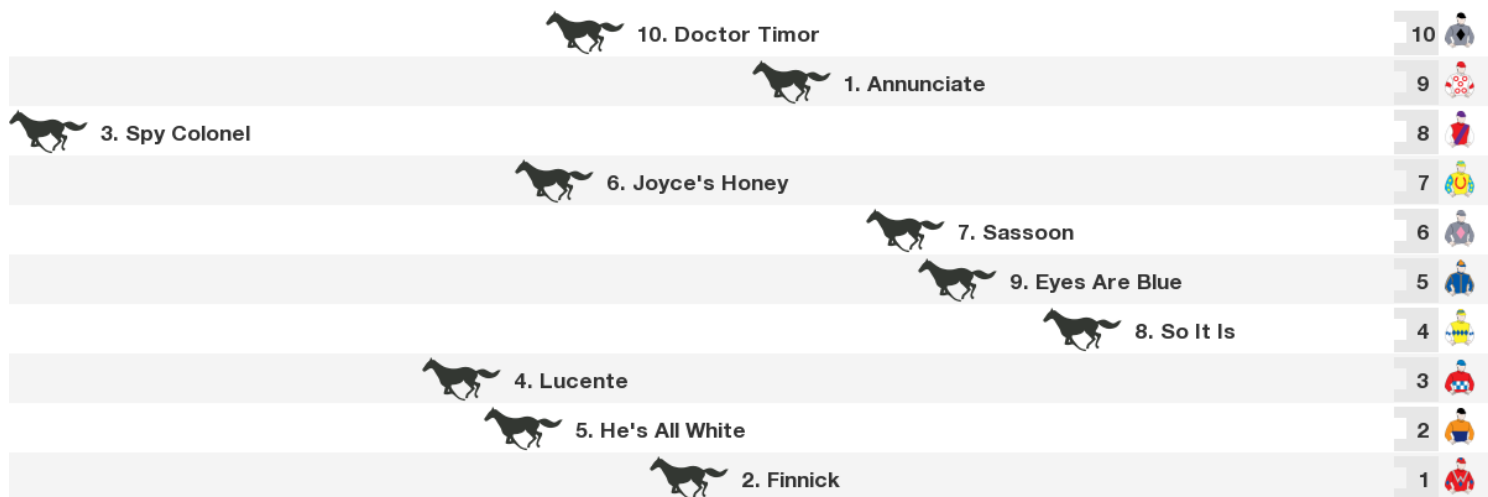 10. Doctor Timor 10
1. Annunciate 9
3. Spy Colonel 8
6. Joyce's Honey 7
7. Sassoon 6
9. Eyes Are Blue 5
8. So It Is 4
4. Lucente 3
5. He's All White 2
2. Finnick 1